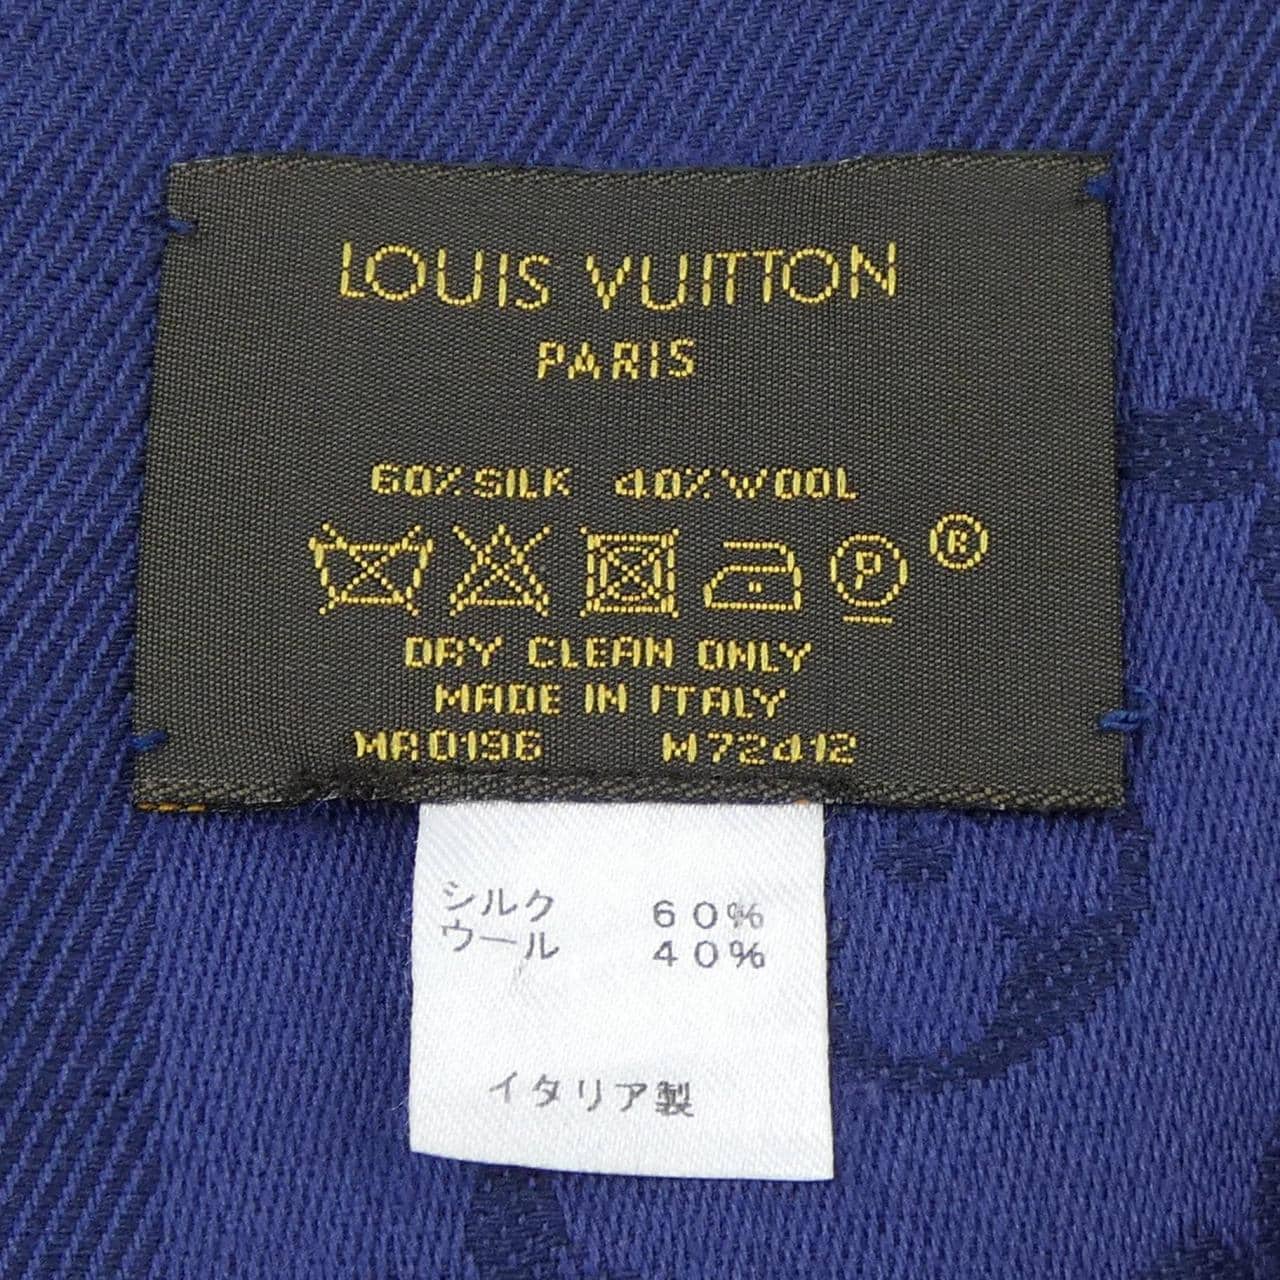 LOUIS VUITTON
PARIS
60% SILK 40% WOOL
P ®
DRY CLEAN ONLY
MADE IN ITALY
MR0196 M72412
シルク 60%
ウール 40%
イタリア製